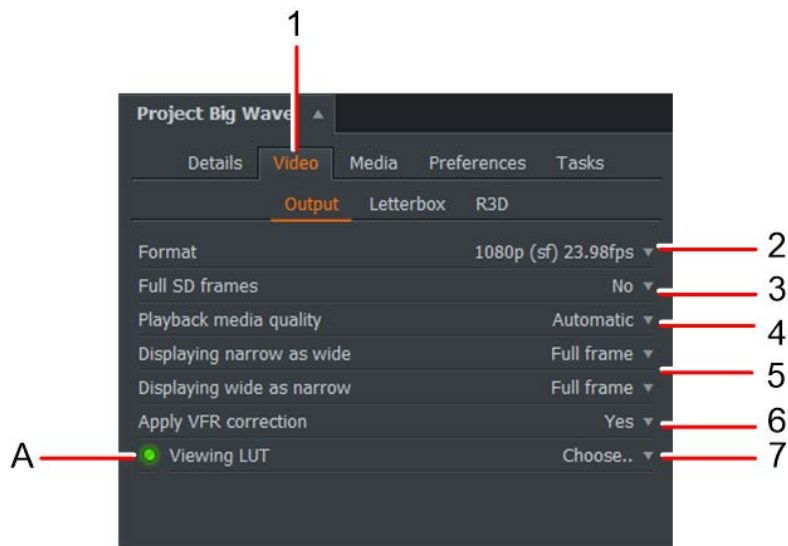 1
Project Big Wave
Details Video Media Preferences Tasks
Output Letterbox R3D
Format 1080p (sf) 23.98fps 2
Full SD frames No 3
Playback media quality Automatic 4
Displaying narrow as wide Full frame
5
Displaying wide as narrow Full frame
Apply VFR correction Yes 6
A Viewing LUT Choose.. 7